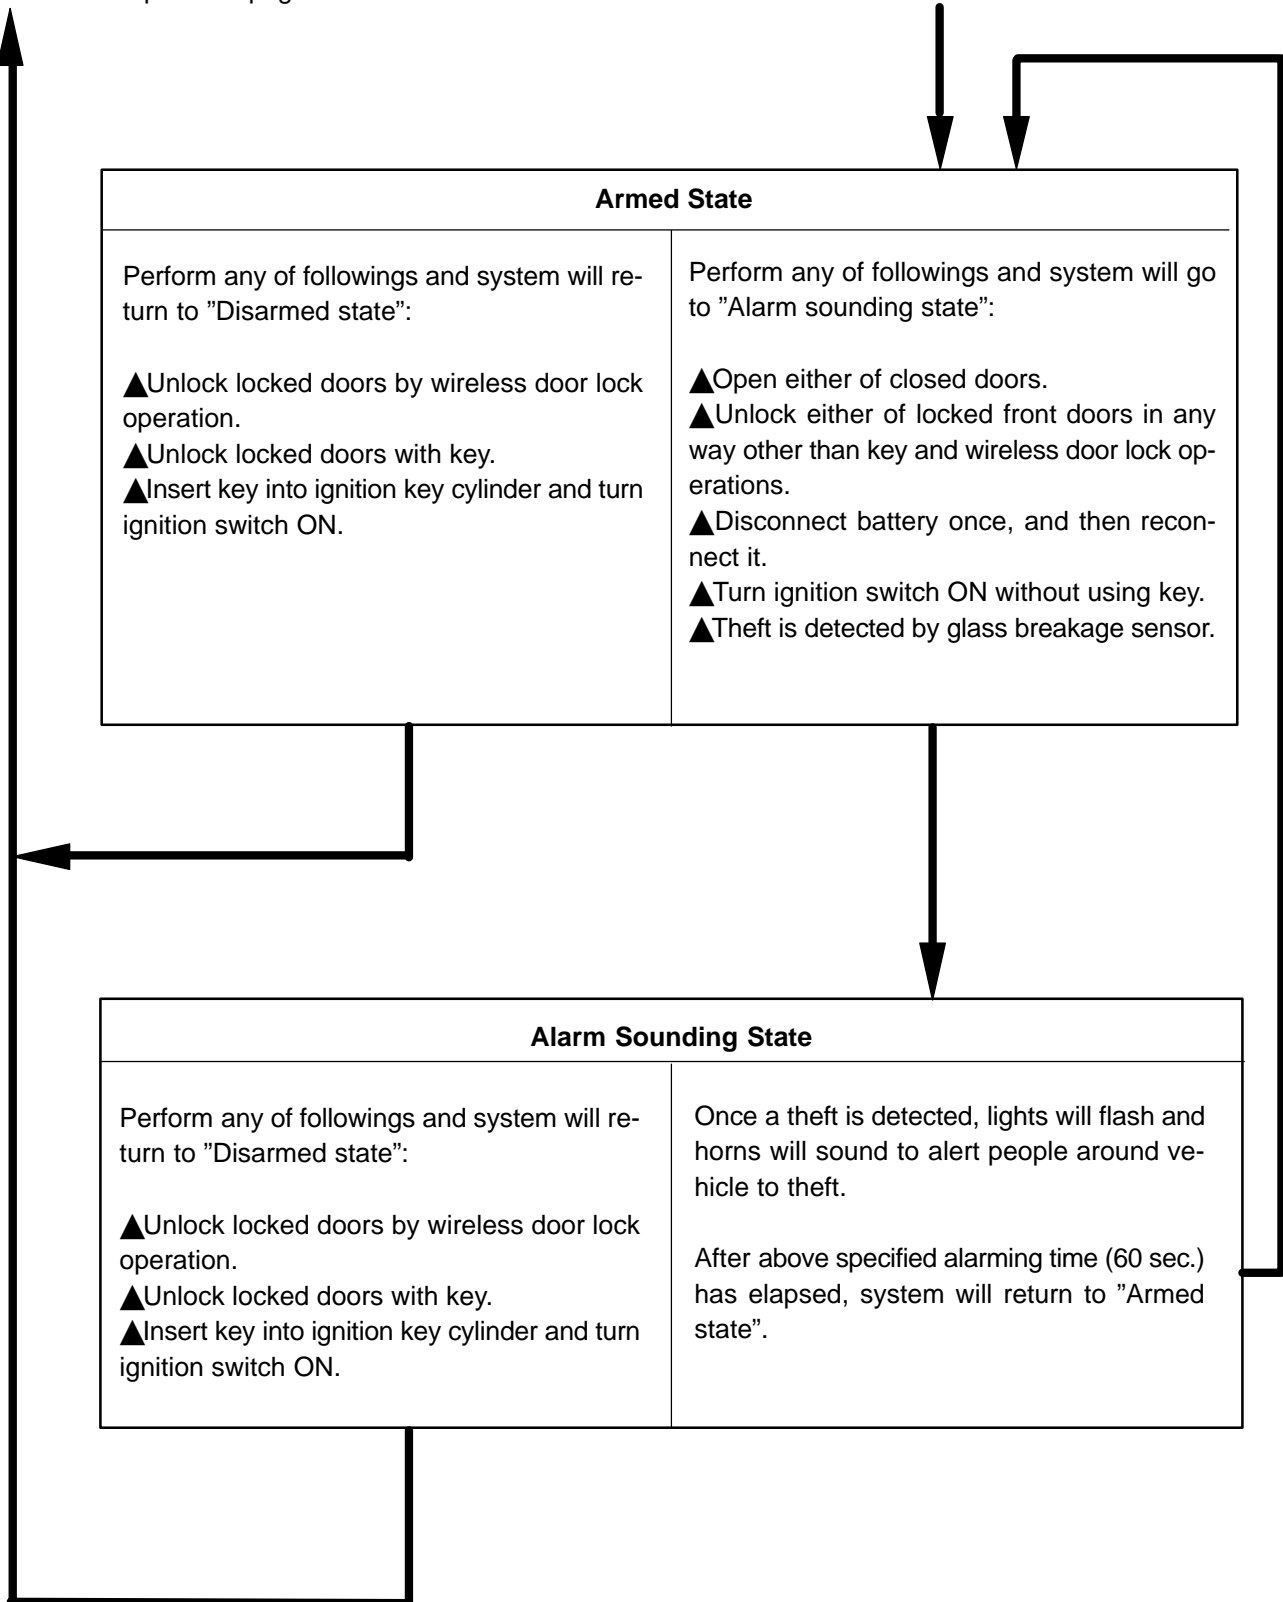 Armed State
Perform any of followings and system will re-
turn to ”Disarmed state”:
▲Unlock locked doors by wireless door lock
operation.
▲Unlock locked doors with key.
▲Insert key into ignition key cylinder and turn
ignition switch ON.
Perform any of followings and system will go
to ”Alarm sounding state”:
▲Open either of closed doors.
▲Unlock either of locked front doors in any
way other than key and wireless door lock op-
erations.
▲Disconnect battery once, and then recon-
nect it.
▲Turn ignition switch ON without using key.
▲Theft is detected by glass breakage sensor.
Alarm Sounding State
Perform any of followings and system will re-
turn to ”Disarmed state”:
▲Unlock locked doors by wireless door lock
operation.
▲Unlock locked doors with key.
▲Insert key into ignition key cylinder and turn
ignition switch ON.
Once a theft is detected, lights will flash and
horns will sound to alert people around ve-
hicle to theft.
After above specified alarming time (60 sec.)
has elapsed, system will return to ”Armed
state”.